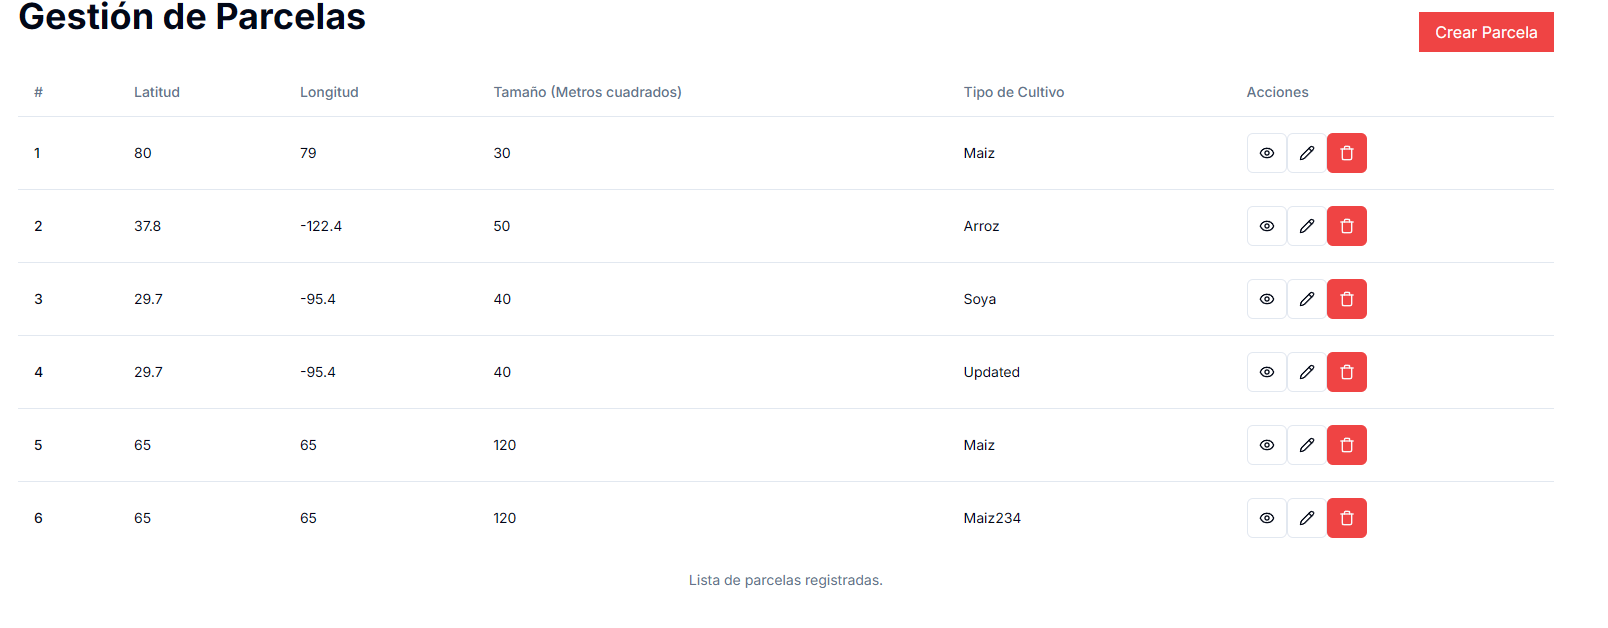 Gestión de Parcelas
Crear Parcela
# Latitud Longitud Tamaño (Metros cuadrados) Tipo de Cultivo Acciones
1 80 79 30 Maiz
2 37.8 -122.4 50 Arroz
3 29.7 -95.4 40 Soya
4 29.7 -95.4 40 Updated
5 65 65 120 Maiz
6 65 65 120 Maiz234
Lista de parcelas registradas.